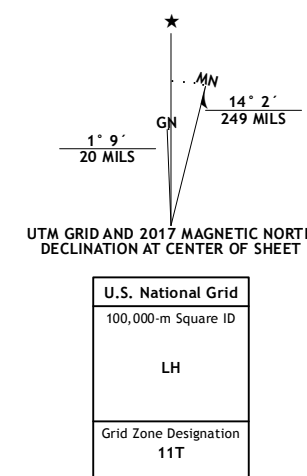 ★
MN
GN
1° 9´
20 MILS
14° 2´
249 MILS
UTM GRID AND 2017 MAGNETIC NORTH
DECLINATION AT CENTER OF SHEET
U.S. National Grid
100,000-m Square ID
LH
Grid Zone Designation
11T